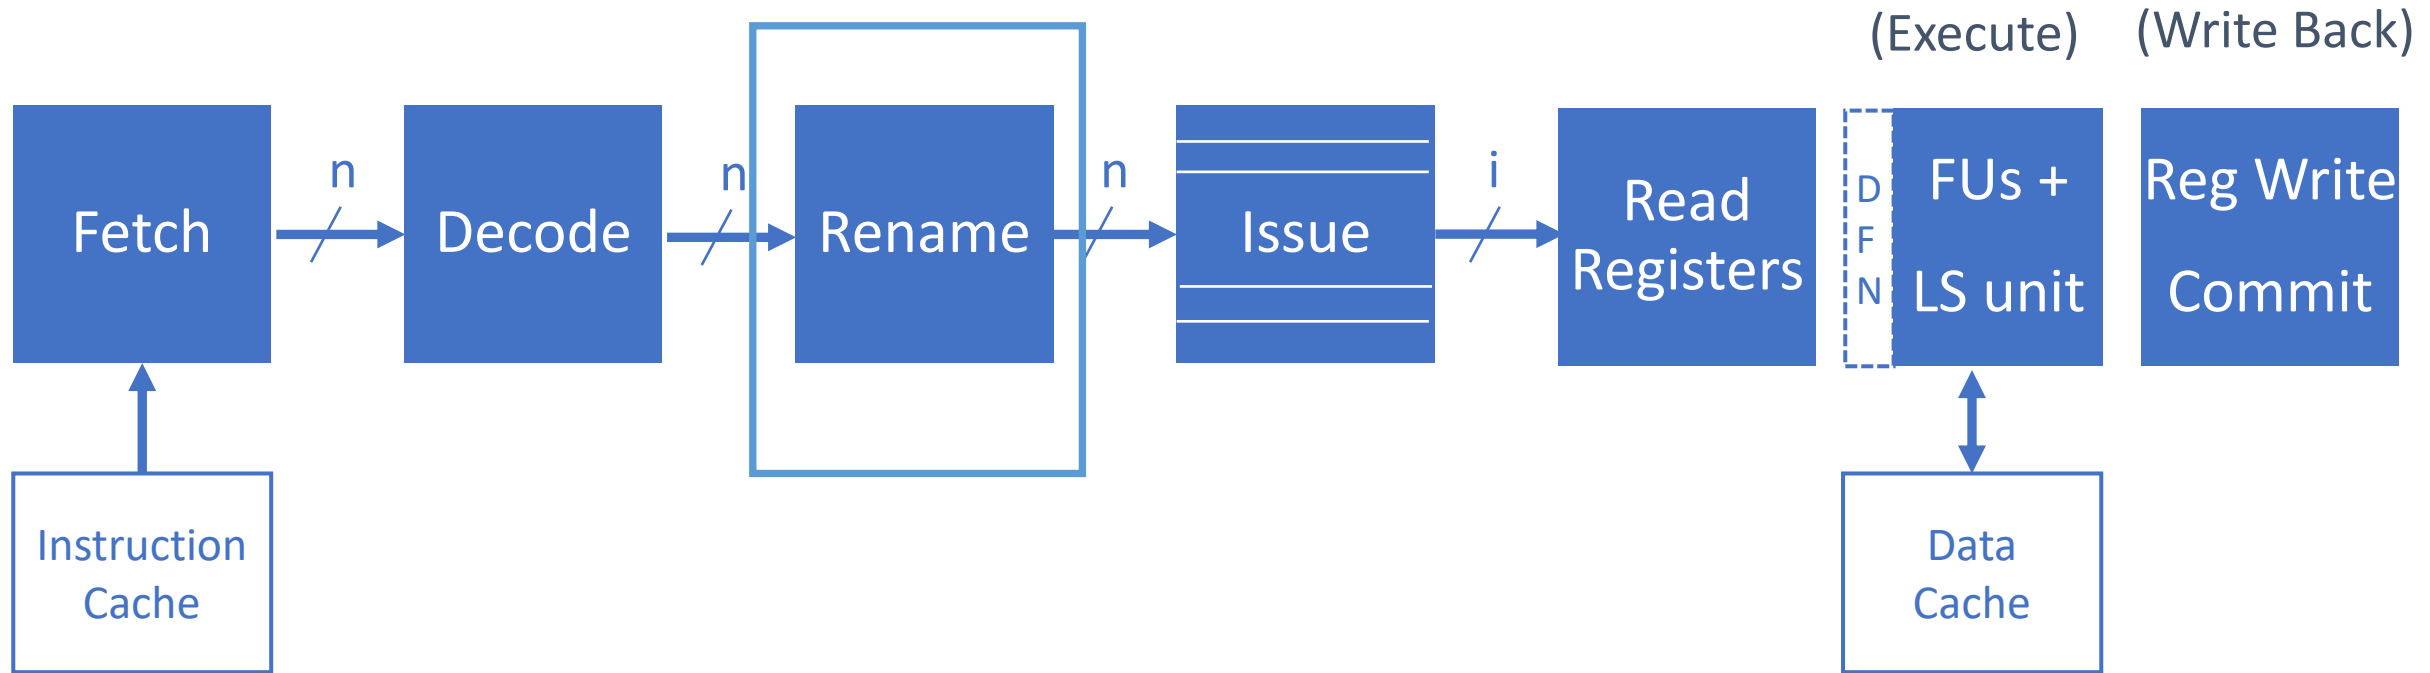 (Execute)
(Write Back)
Fetch
n
Decode
n
Rename
n
Issue
i
Read
Registers
D
F
N
FUs +
LS unit
Reg Write
Commit
Instruction
Cache
Data
Cache